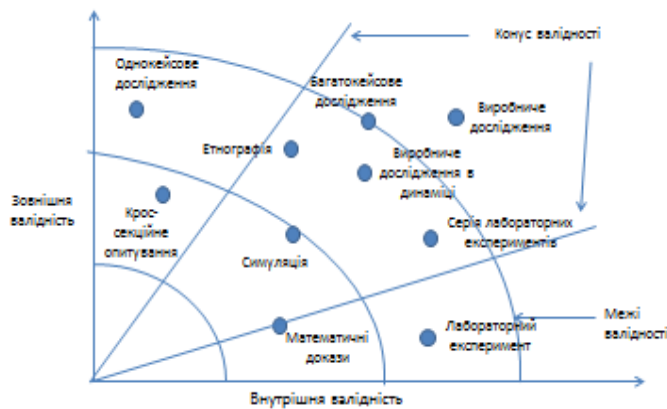 Конус валідності
Однокейсове
дослідження
Багатокейсове
дослідження
Виробниче
дослідження
Етнографія
Виробниче
дослідження в
динаміці
Зовнішня
валідність
Крос-
секційне
опитування
Серія лабораторних
експериментів
Симуляція
Математичні
докази
Лабораторний
експеримент
Межі
валідності
Внутрішня валідність